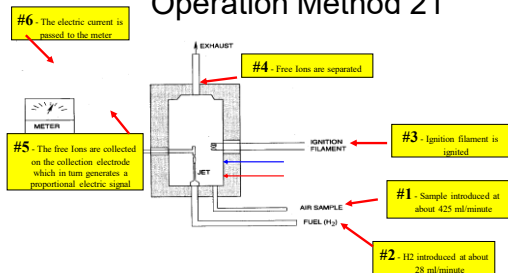 Operation Method 21
#6 - The electric current is
passed to the meter
EXHAUST
#4 - Free Ions are separated
METER
#5 - The free Ions are collected
on the collection electrode
which in turn generates a
proportional electric signal
IGNITION
FILAMENT
#3 - Ignition filament is
ignited
JET
#1 - Sample introduced at
about 425 ml/minute
AIR SAMPLE
FUEL (H₂)
#2 - H2 introduced at about
28 ml/minute